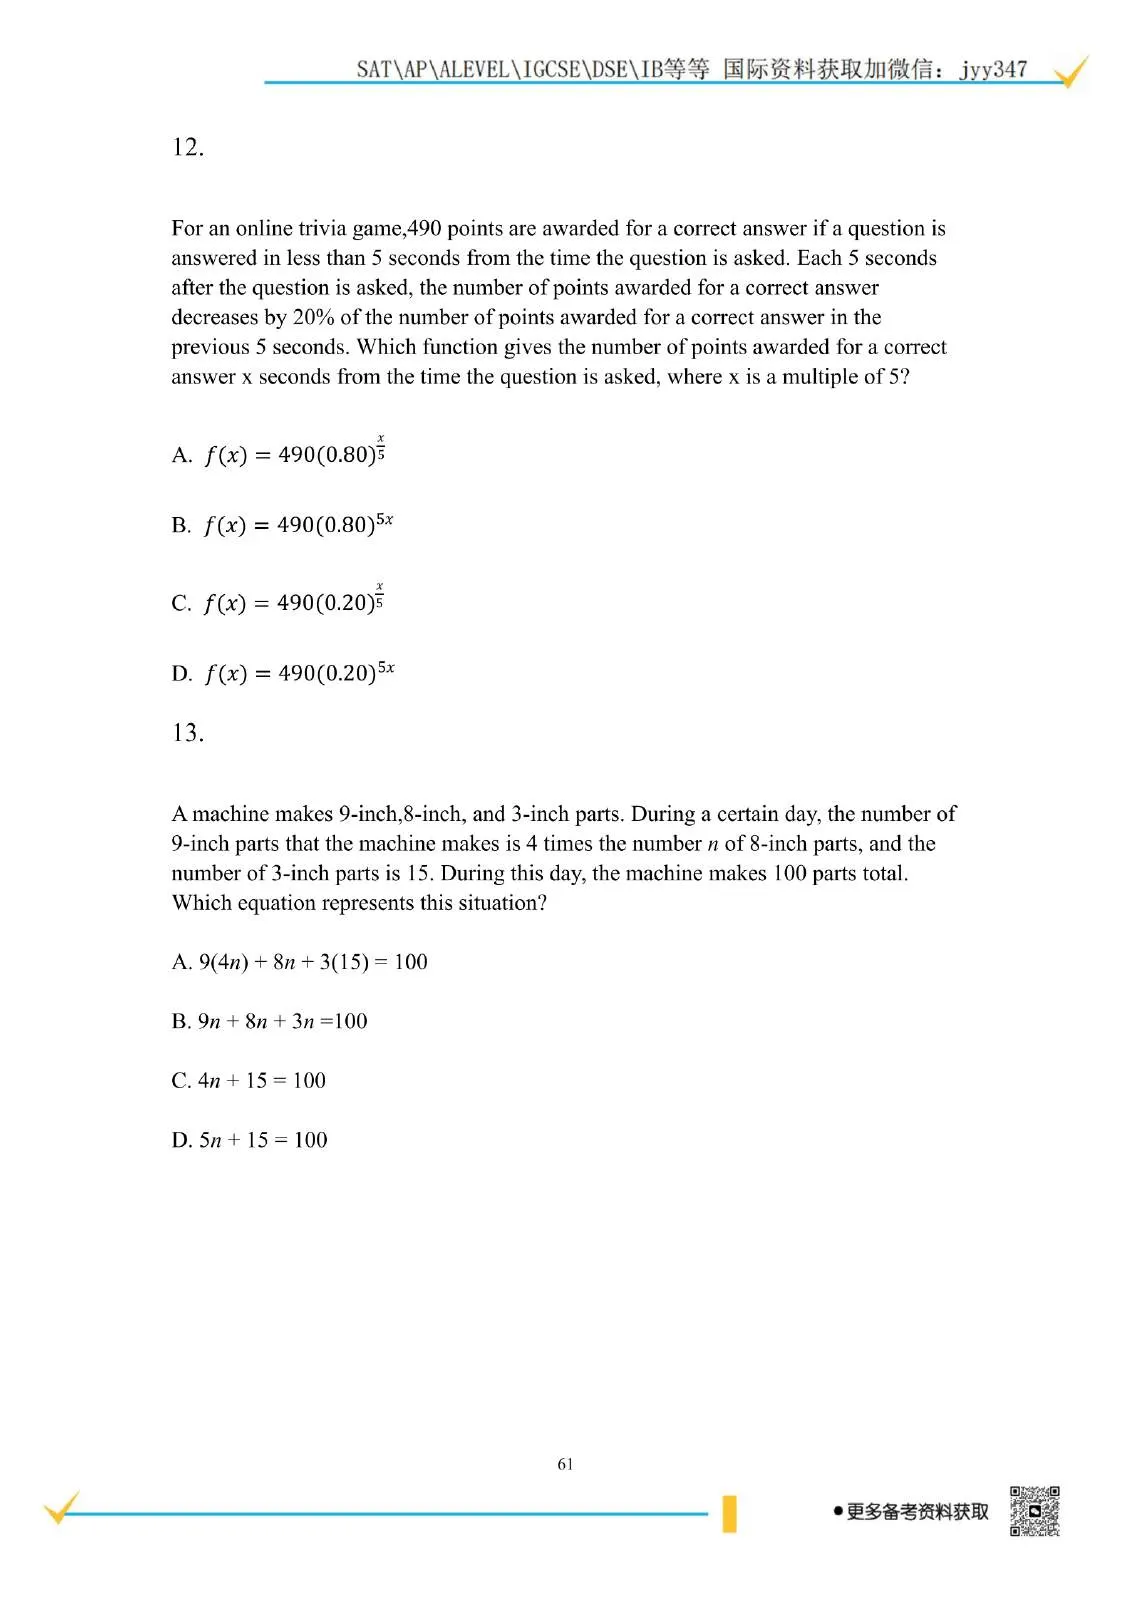 SAT\AP\ALEVEL\IGCSE\DSE\IB等等 国际资料获取加微信：jyy347
12.
For an online trivia game,490 points are awarded for a correct answer if a question is
answered in less than 5 seconds from the time the question is asked. Each 5 seconds
after the question is asked, the number of points awarded for a correct answer
decreases by 20% of the number of points awarded for a correct answer in the
previous 5 seconds. Which function gives the number of points awarded for a correct
answer x seconds from the time the question is asked, where x is a multiple of 5?
A. f(x) = 490(0.80)^(x/5)
B. f(x) = 490(0.80)^(5x)
C. f(x) = 490(0.20)^(x/5)
D. f(x) = 490(0.20)^(5x)
13.
A machine makes 9-inch,8-inch, and 3-inch parts. During a certain day, the number of
9-inch parts that the machine makes is 4 times the number n of 8-inch parts, and the
number of 3-inch parts is 15. During this day, the machine makes 100 parts total.
Which equation represents this situation?
A. 9(4n) + 8n + 3(15) = 100
B. 9n + 8n + 3n =100
C. 4n + 15 = 100
D. 5n + 15 = 100
61
●更多备考资料获取